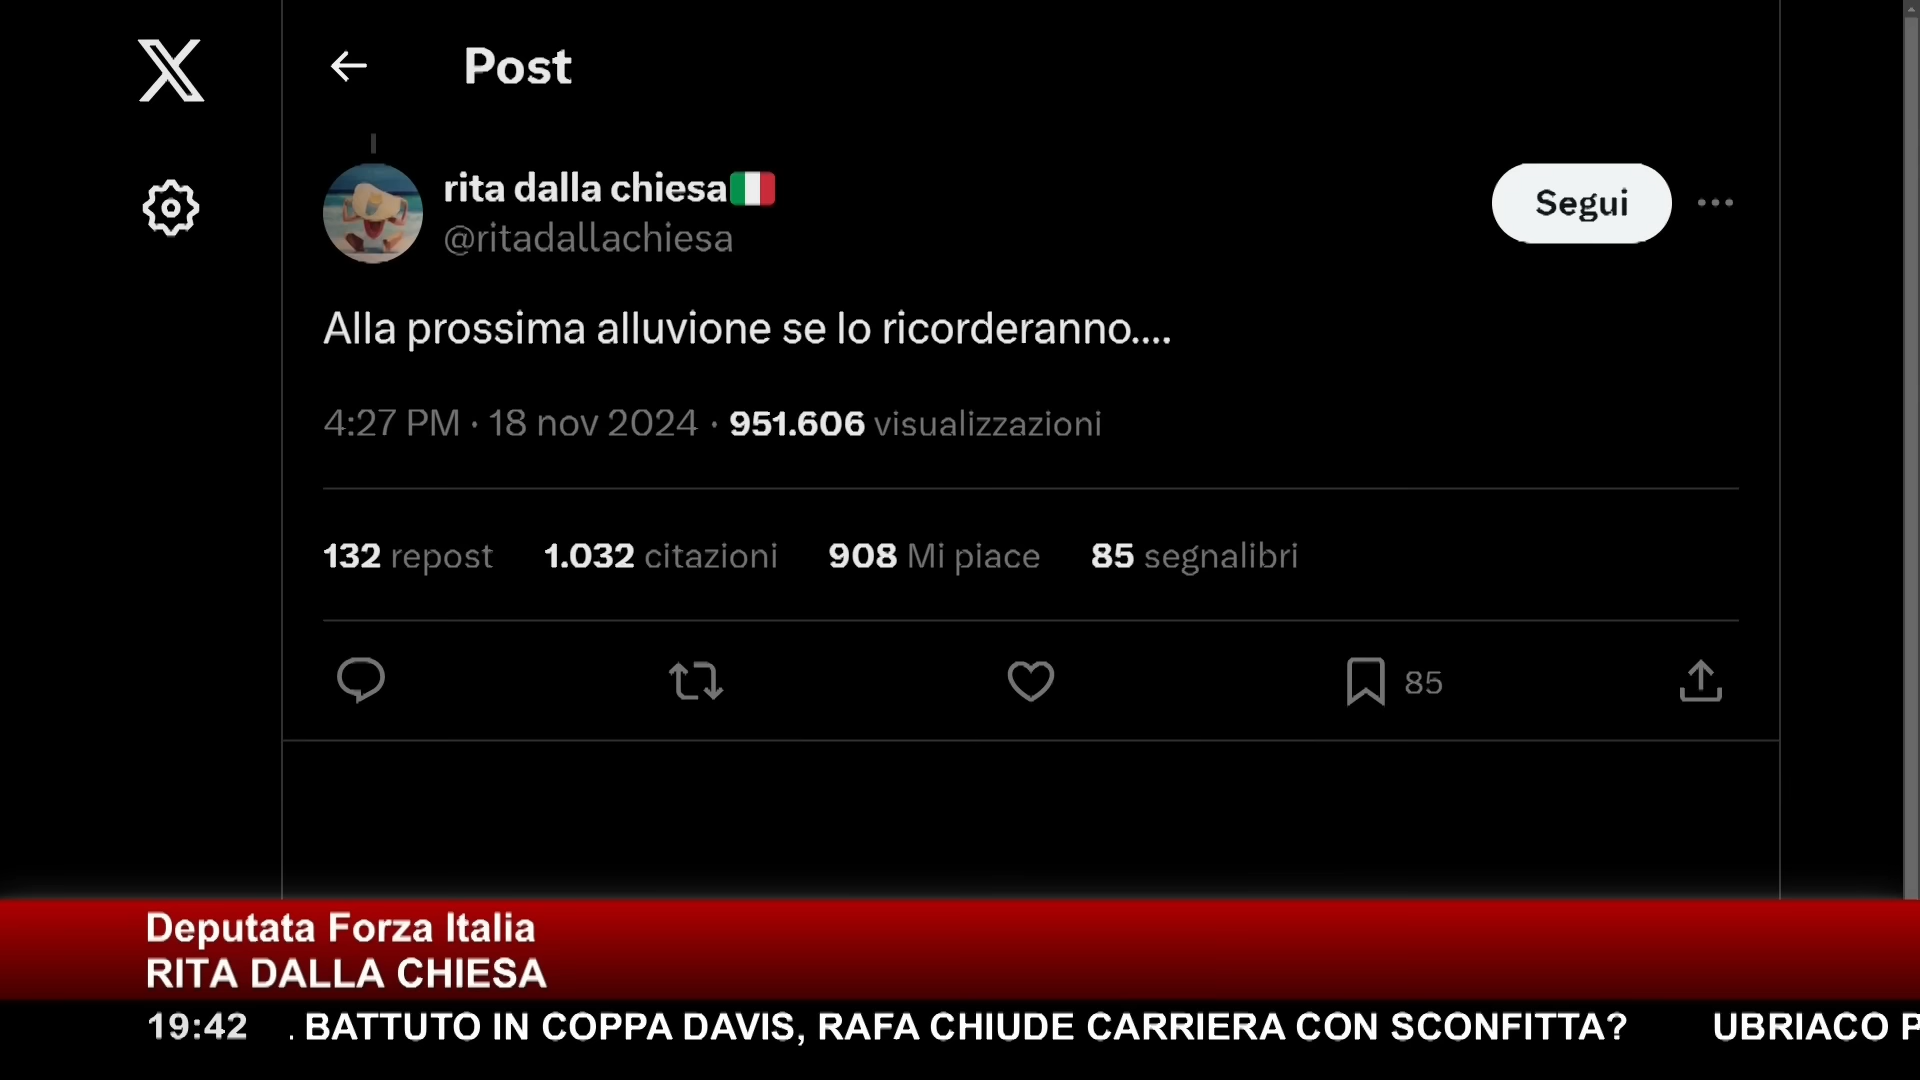 Post
rita dalla chiesa🇮🇹
@ritadallachiesa
Segui
Alla prossima alluvione se lo ricorderanno....
4:27 PM · 18 nov 2024 · 951.606 visualizzazioni
132 repost 1.032 citazioni 908 Mi piace 85 segnalibri
85
Deputata Forza Italia
RITA DALLA CHIESA
19:42 . BATTUTO IN COPPA DAVIS, RAFA CHIUDE CARRIERA CON SCONFITTA? UBRIACO P